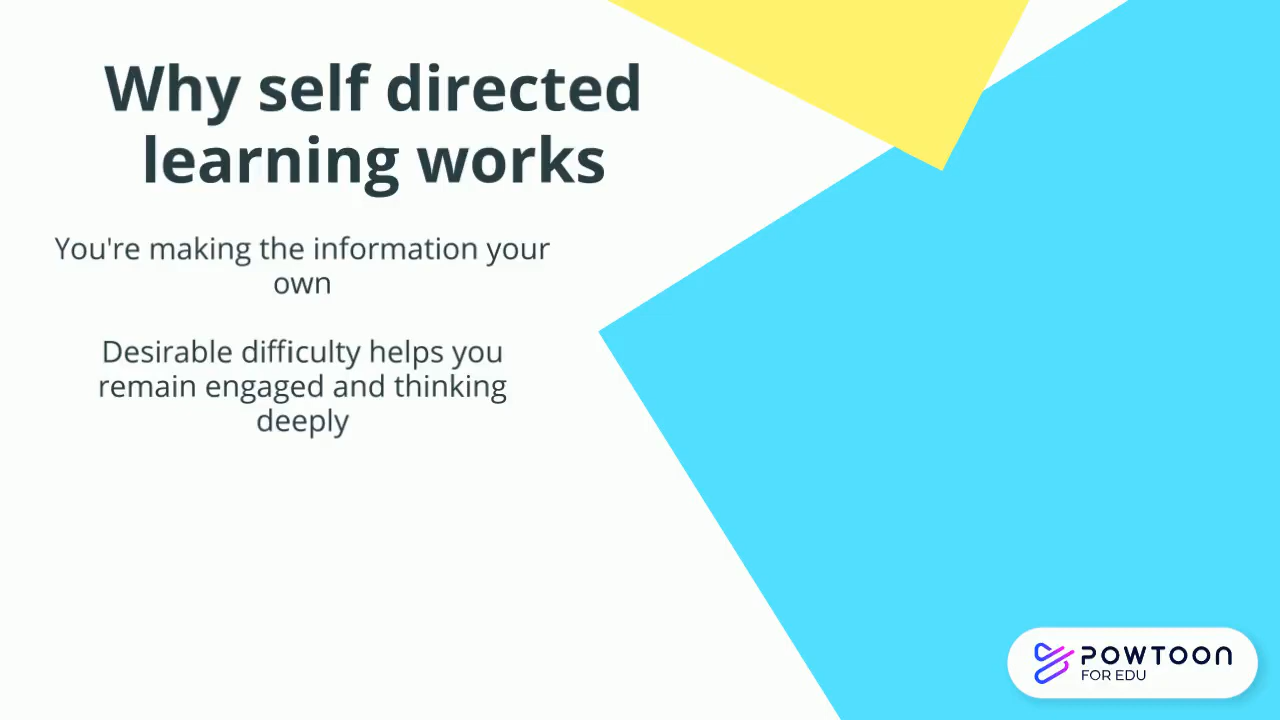 Why self directed
learning works
You're making the information your
own
Desirable difficulty helps you
remain engaged and thinking
deeply
POWTOON
FOR EDU